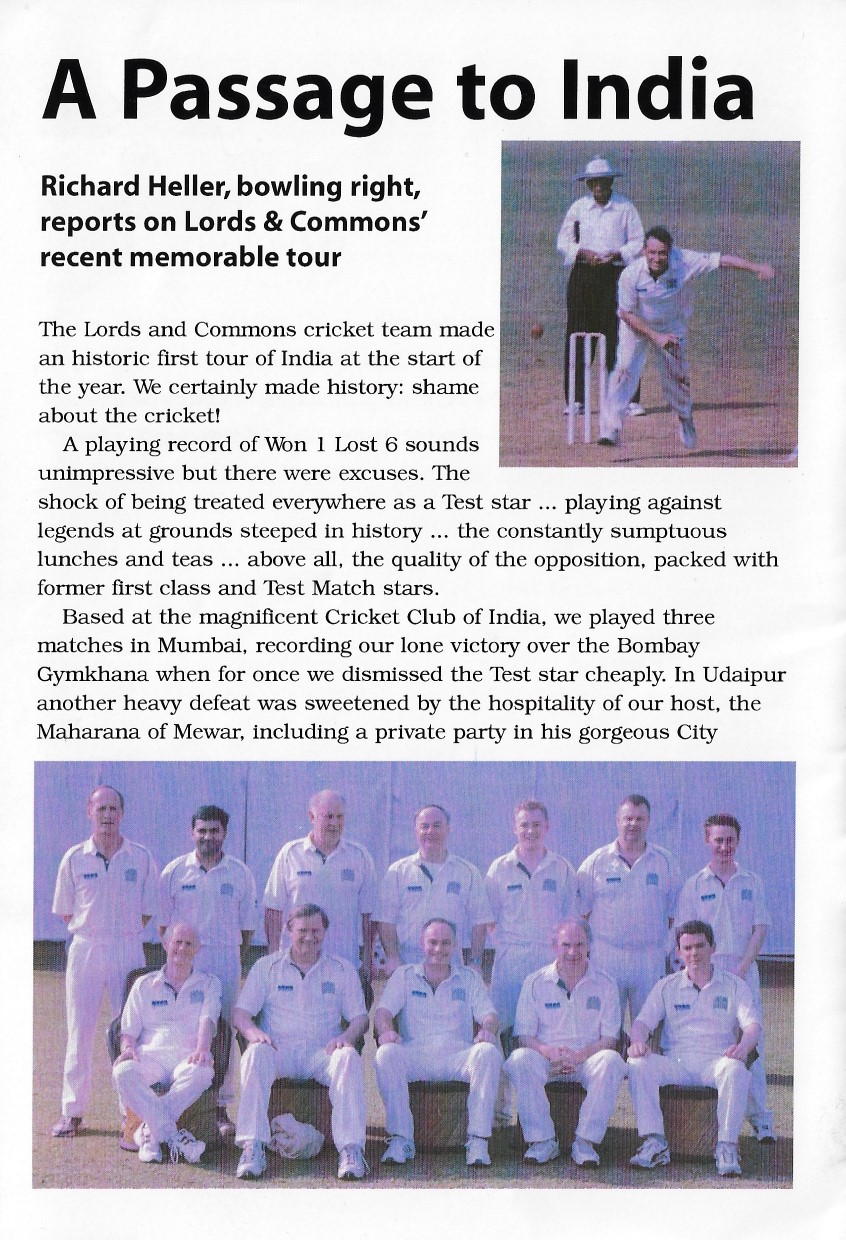 A Passage to India
Richard Heller, bowling right,
reports on Lords & Commons’
recent memorable tour
The Lords and Commons cricket team made
an historic first tour of India at the start of
the year. We certainly made history: shame
about the cricket!
A playing record of Won 1 Lost 6 sounds
unimpressive but there were excuses. The
shock of being treated everywhere as a Test star ... playing against
legends at grounds steeped in history ... the constantly sumptuous
lunches and teas ... above all, the quality of the opposition, packed with
former first class and Test Match stars.
Based at the magnificent Cricket Club of India, we played three
matches in Mumbai, recording our lone victory over the Bombay
Gymkhana when for once we dismissed the Test star cheaply. In Udaipur
another heavy defeat was sweetened by the hospitality of our host, the
Maharana of Mewar, including a private party in his gorgeous City